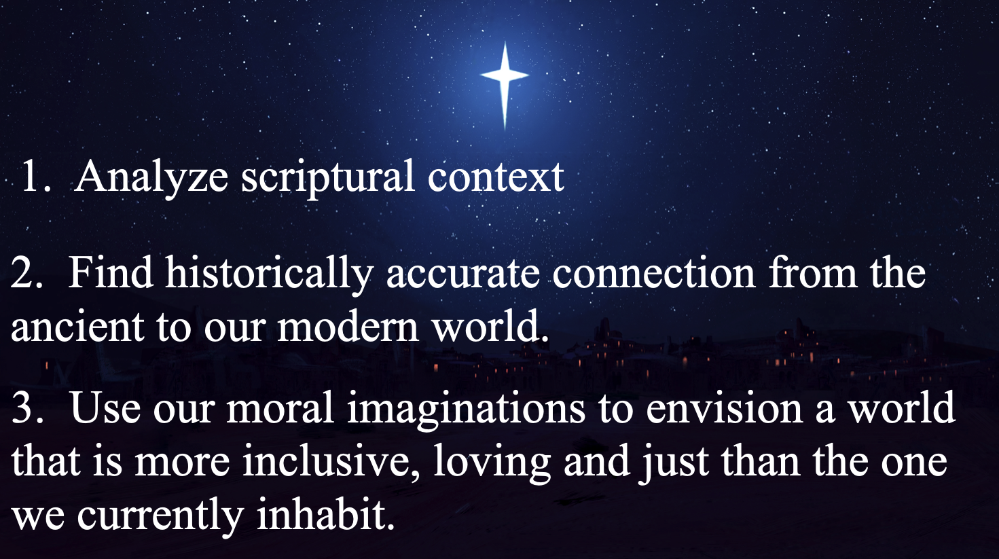 1. Analyze scriptural context
2. Find historically accurate connection from the
ancient to our modern world.
3. Use our moral imaginations to envision a world
that is more inclusive, loving and just than the one
we currently inhabit.